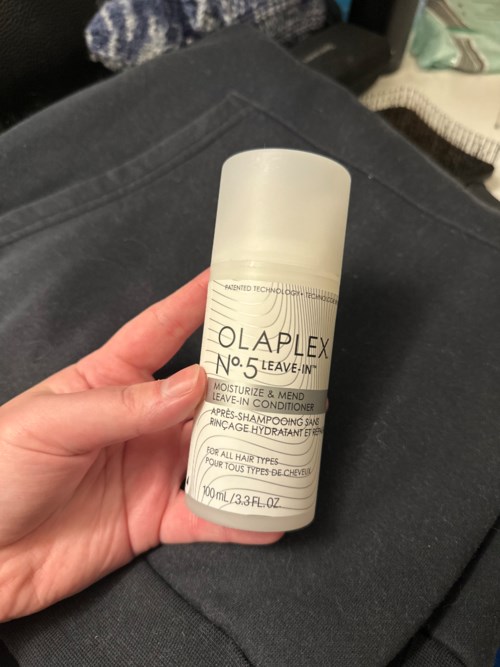 PATENTED TECHNOLOGY •
OLAPLEX
Nº.5 LEAVE-IN™
MOISTURIZE & MEND
LEAVE-IN CONDITIONER
APRÈS-SHAMPOOING SANS
RINÇAGE HYDRATANT ET
FOR ALL HAIR TYPES
POUR TOUS TYPES DE CHEVEUX
100 mL / 3.3 FL. OZ.